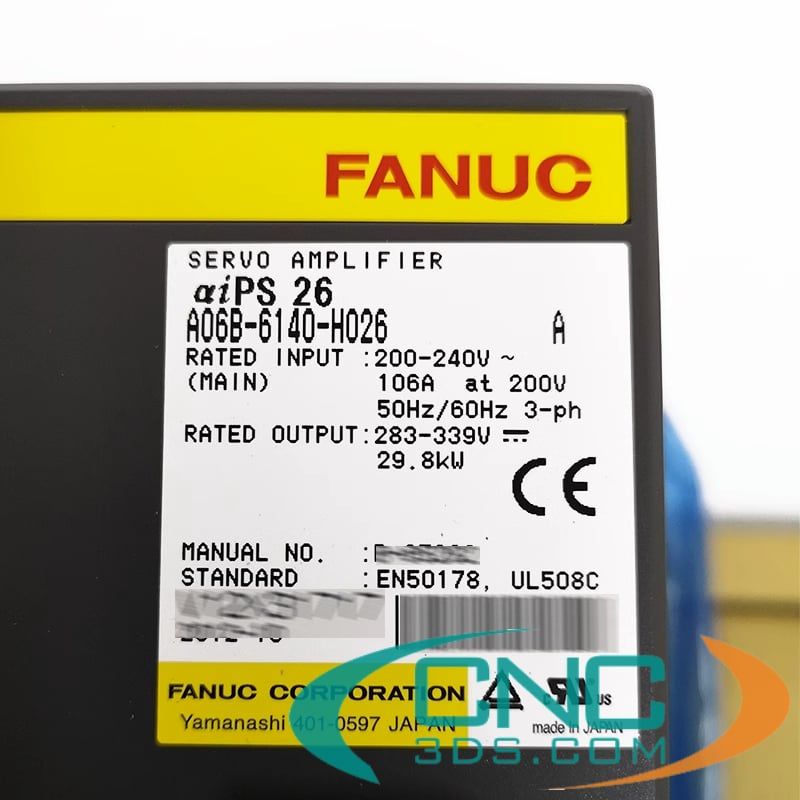 FANUC
SERVO AMPLIFIER
αiPS 26
A06B-6140-H026 A
RATED INPUT :200-240V ~
(MAIN) 106A at 200V
50Hz/60Hz 3-ph
RATED OUTPUT:283-339V ⎓
29.8kW
CE
MANUAL NO. :
STANDARD :EN50178, UL508C
FANUC CORPORATION
Yamanashi 401-0597 JAPAN
c us
made in JAPAN
CNC
3DS.COM